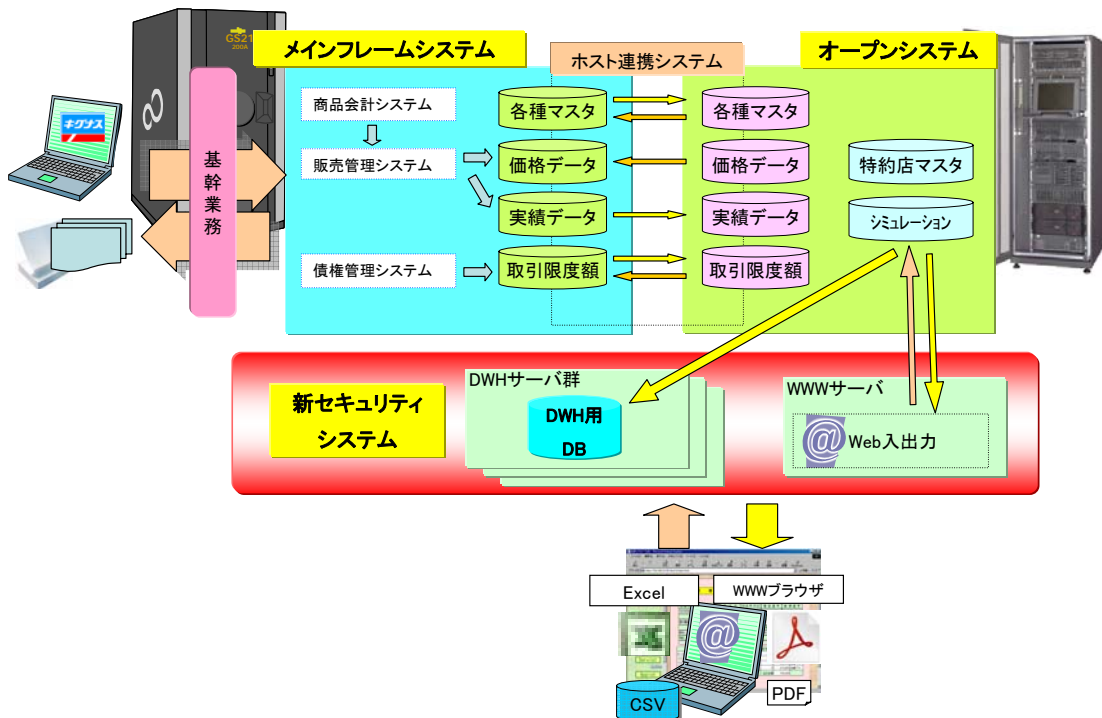 GS21
200A
メインフレームシステム
ホスト連携システム
オープンシステム
キグナス
基幹業務
商品会計システム
販売管理システム
債権管理システム
各種マスタ
価格データ
実績データ
取引限度額
各種マスタ
価格データ
実績データ
取引限度額
特約店マスタ
シミュレーション
新セキュリティ
システム
DWHサーバ群
DWH用
DB
WWWサーバ
@
Web入出力
Excel
WWWブラウザ
@
CSV
PDF